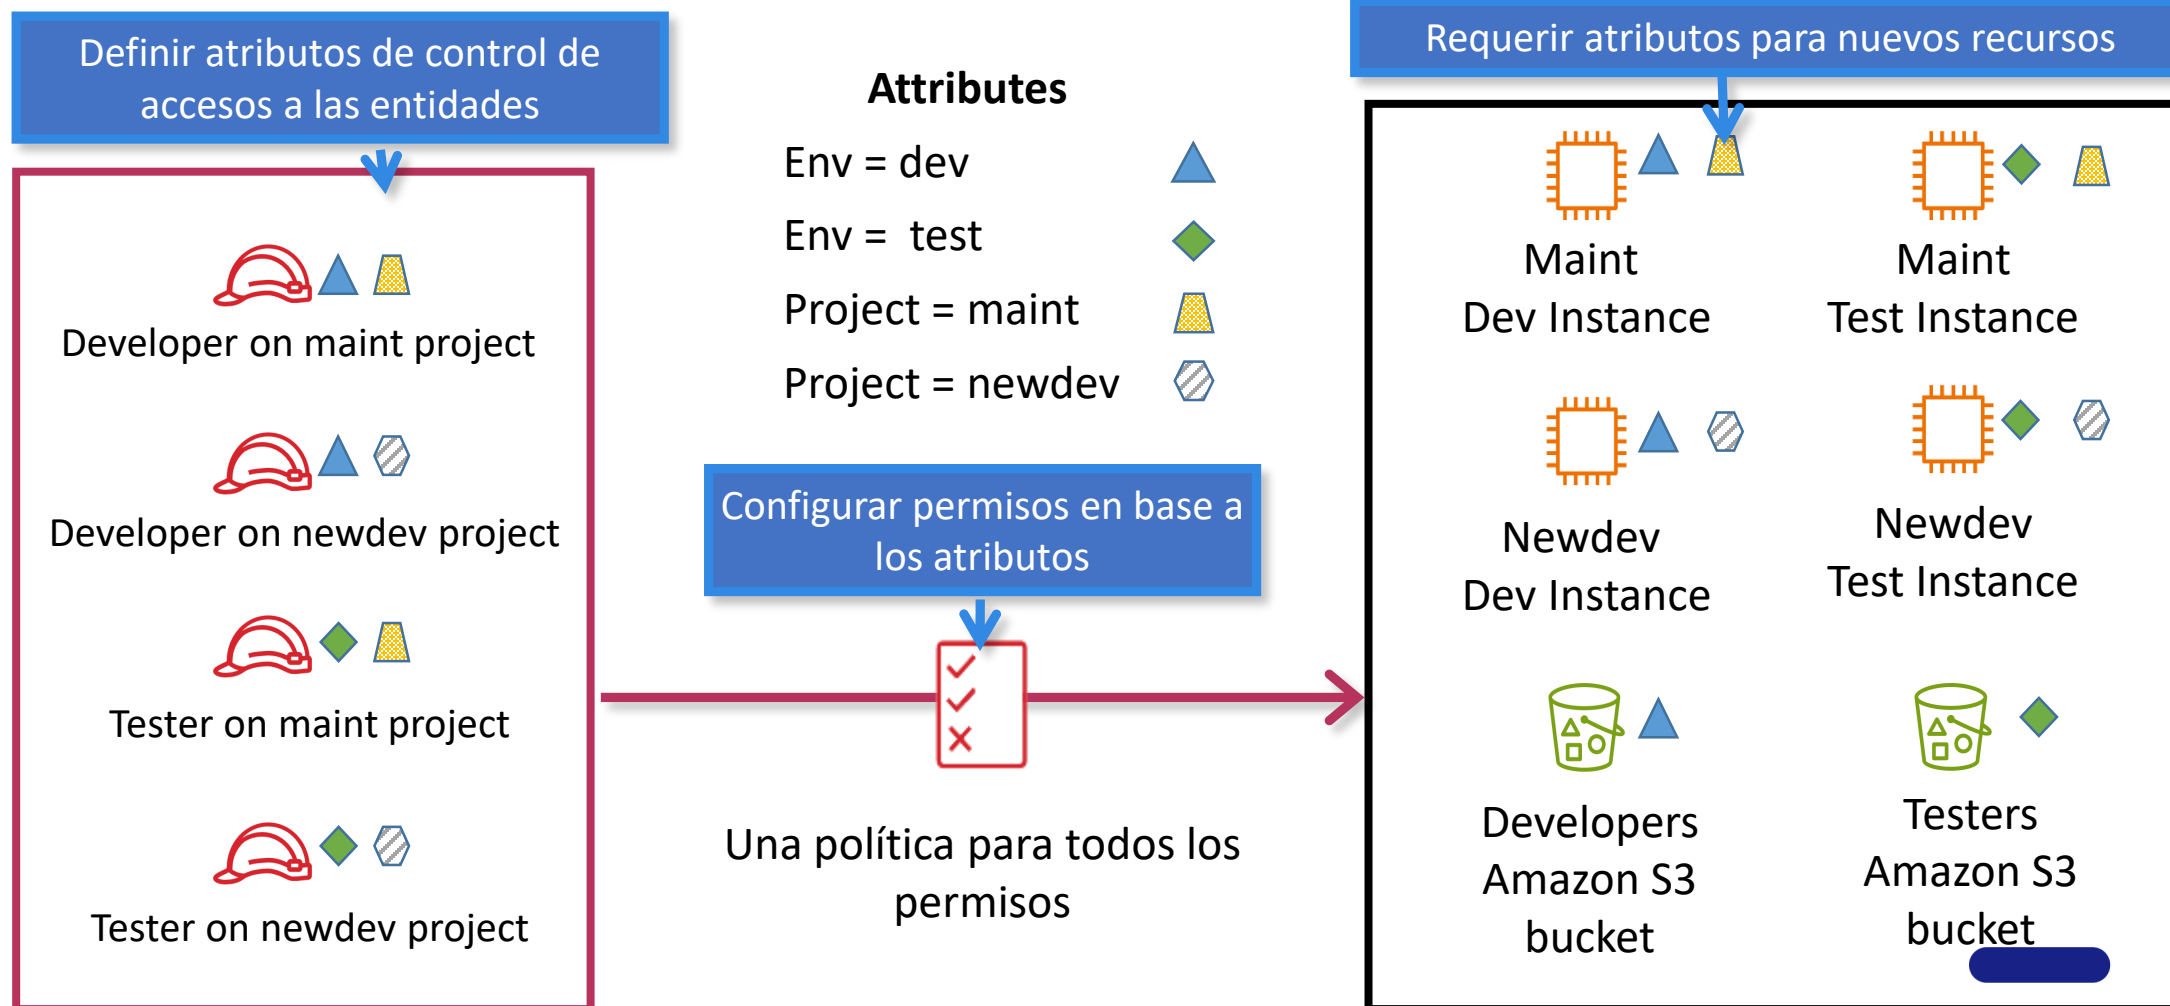 Definir atributos de control de
accesos a las entidades
Developer on maint project
Developer on newdev project
Tester on maint project
Tester on newdev project
Attributes
Env = dev
Env = test
Project = maint
Project = newdev
Configurar permisos en base a
los atributos
Una política para todos los
permisos
Requerir atributos para nuevos recursos
Maint
Dev Instance
Maint
Test Instance
Newdev
Dev Instance
Newdev
Test Instance
Developers
Amazon S3
bucket
Testers
Amazon S3
bucket